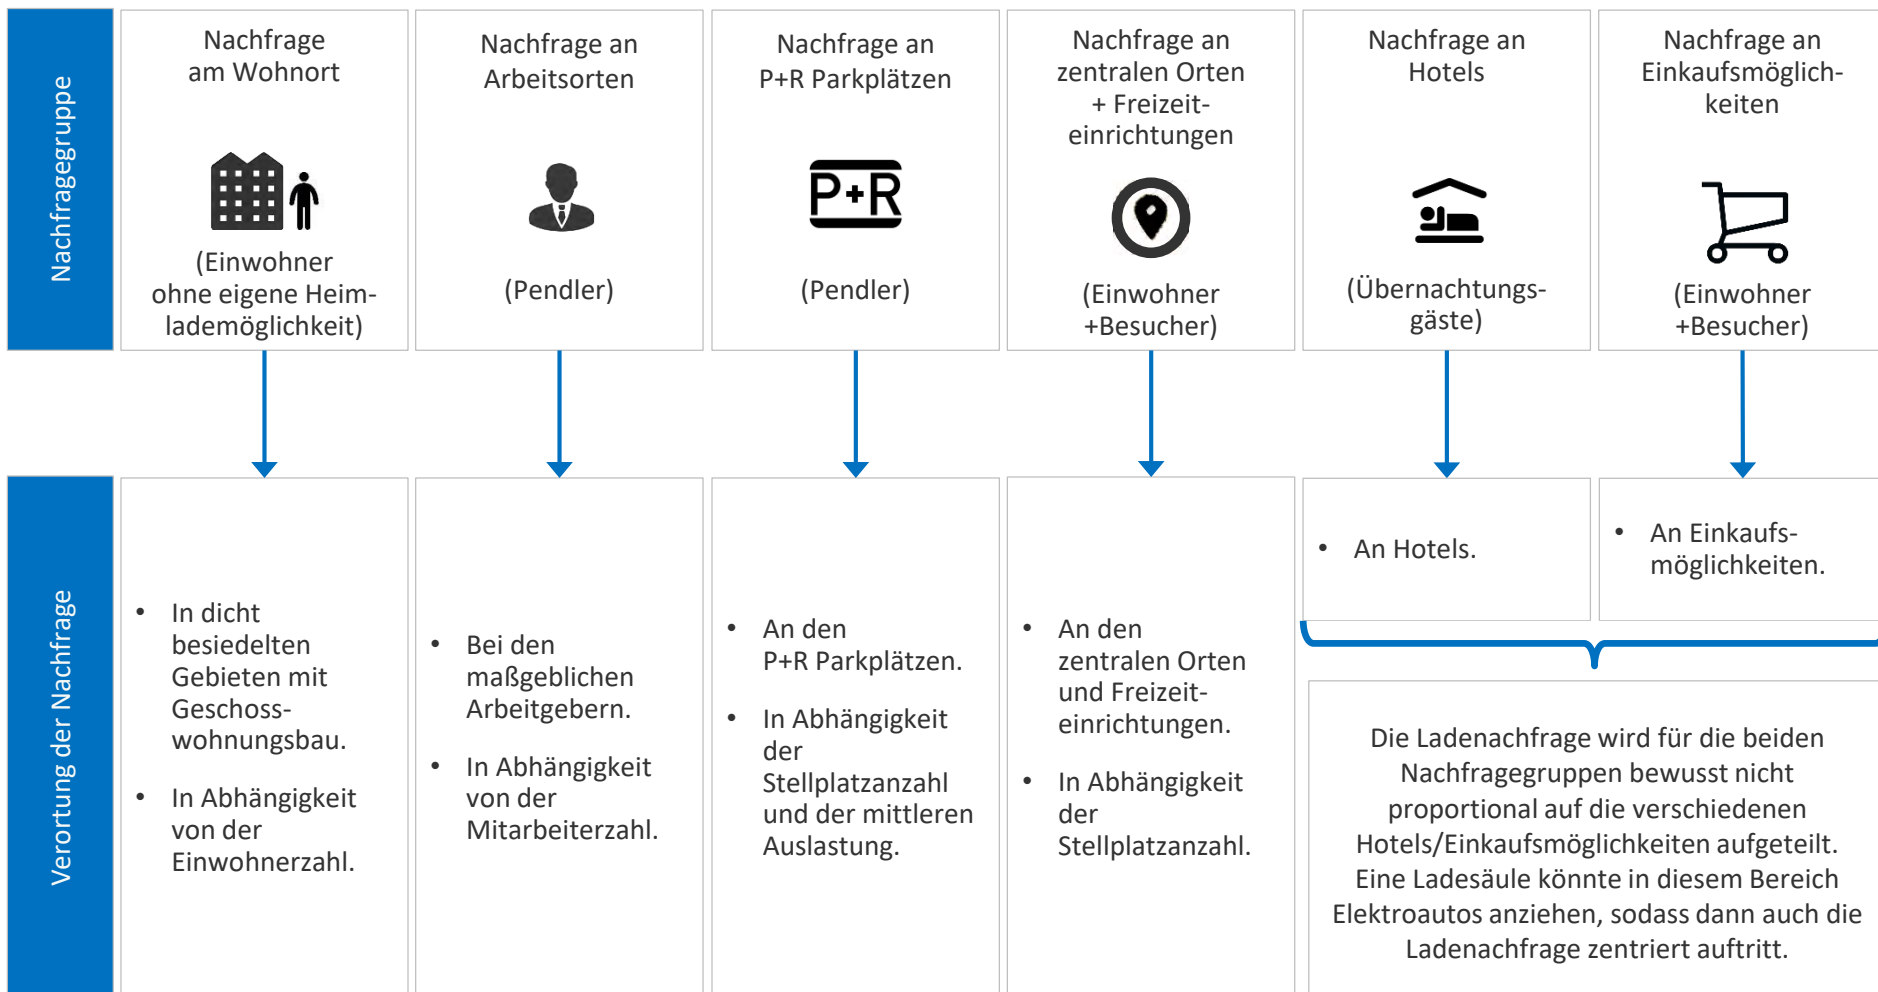 Nachfragegruppe
Nachfrage
am Wohnort
(Einwohner
ohne eigene Heim-
lademöglichkeit)
Nachfrage an
Arbeitsorten
(Pendler)
Nachfrage an
P+R Parkplätzen
P+R
(Pendler)
Nachfrage an
zentralen Orten
+ Freizeit-
einrichtungen
(Einwohner
+Besucher)
Nachfrage an
Hotels
(Übernachtungs-
gäste)
Nachfrage an
Einkaufsmöglich-
keiten
(Einwohner
+Besucher)
Verortung der Nachfrage
• In dicht
besiedelten
Gebieten mit
Geschoss-
wohnungsbau.
• In Abhängigkeit
von der
Einwohnerzahl.
• Bei den
maßgeblichen
Arbeitgebern.
• In Abhängigkeit
von der
Mitarbeiterzahl.
• An den
P+R Parkplätzen.
• In Abhängigkeit
der
Stellplatzanzahl
und der mittleren
Auslastung.
• An den
zentralen Orten
und Freizeit-
einrichtungen.
• In Abhängigkeit
der
Stellplatzanzahl.
• An Hotels.
• An Einkaufs-
möglichkeiten.
Die Ladenachfrage wird für die beiden
Nachfragegruppen bewusst nicht
proportional auf die verschiedenen
Hotels/Einkaufsmöglichkeiten aufgeteilt.
Eine Ladesäule könnte in diesem Bereich
Elektroautos anziehen, sodass dann auch die
Ladenachfrage zentriert auftritt.